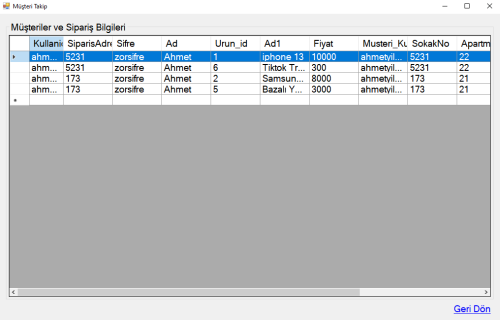 Müşteri Takip
Müşteriler ve Sipariş Bilgileri
Kullanic SiparisAdre Sifre Ad Urun_id Ad1 Fiyat Musteri_Ku SokakNo Apartm
ahm... 5231 zorsifre Ahmet 1 iphone 13 10000 ahmetyil... 5231 22
ahm... 5231 zorsifre Ahmet 6 Tiktok Tr... 300 ahmetyil... 5231 22
ahm... 173 zorsifre Ahmet 2 Samsun... 8000 ahmetyil... 173 21
ahm... 173 zorsifre Ahmet 5 Bazalı Y... 3000 ahmetyil... 173 21
Geri Dön